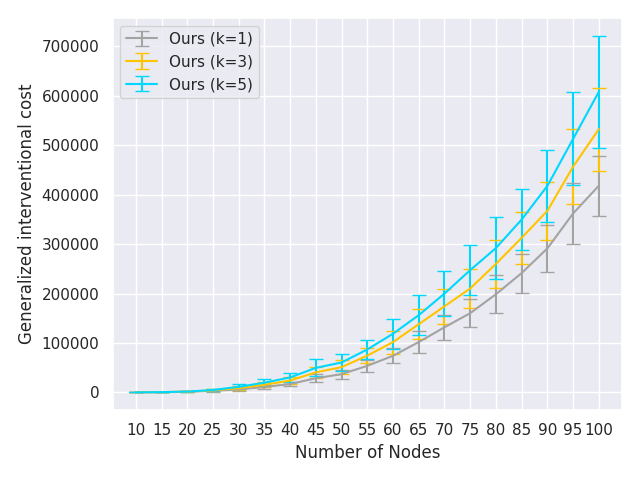 Ours (k=1)
Ours (k=3)
Ours (k=5)
Generalized interventional cost
700000
600000
500000
400000
300000
200000
100000
0
10 15 20 25 30 35 40 45 50 55 60 65 70 75 80 85 90 95 100
Number of Nodes